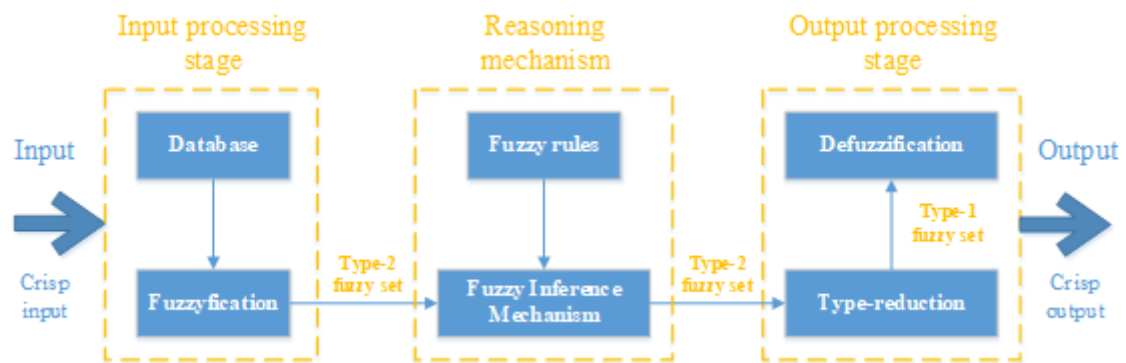 Input processing
stage
Reasoning
mechanism
Output processing
stage
Input
Crisp
input
Database
Fuzzyfication
Type-2
fuzzy set
Fuzzy rules
Fuzzy Inference
Mechanism
Type-2
fuzzy set
Defuzzification
Type-1
fuzzy set
Type-reduction
Output
Crisp
output